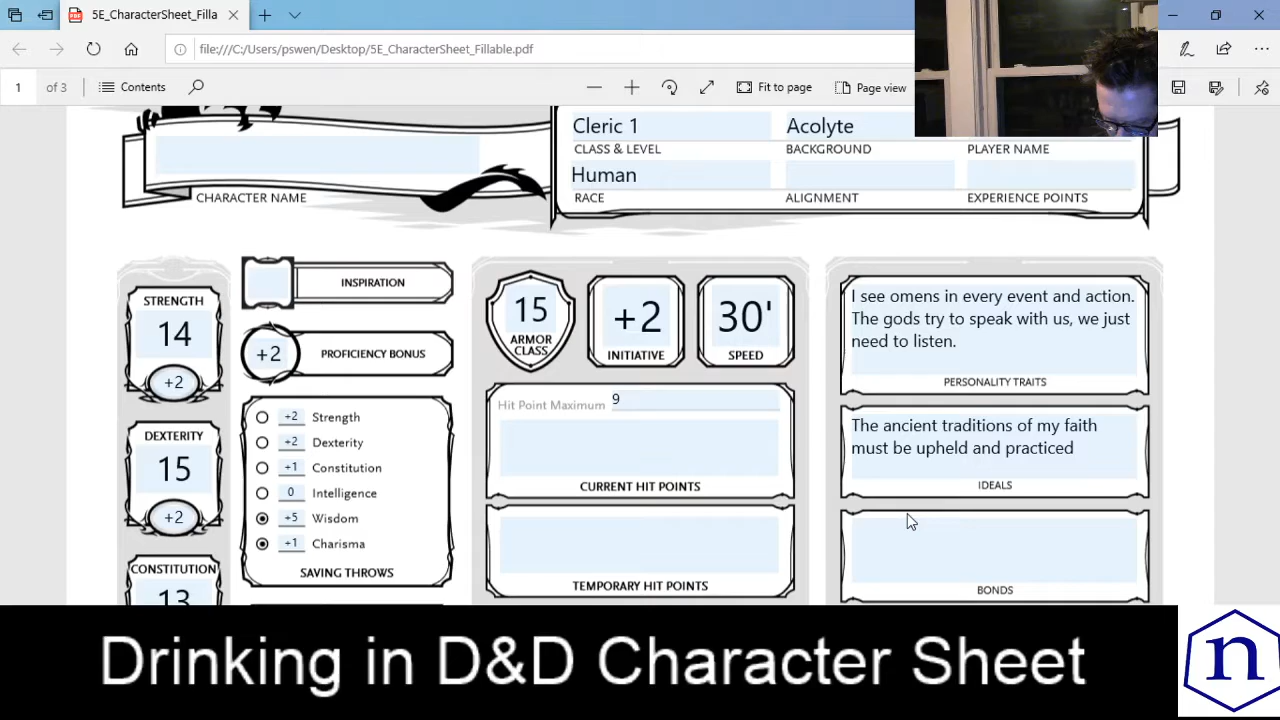 5E_CharacterSheet_Filla
file:///C:/Users/pswen/Desktop/5E_CharacterSheet_Fillable.pdf
1 of 3 Contents Fit to page Page view
Cleric 1 Acolyte
CLASS & LEVEL BACKGROUND PLAYER NAME
Human
CHARACTER NAME RACE ALIGNMENT EXPERIENCE POINTS
STRENGTH
14
+2
DEXTERITY
15
+2
CONSTITUTION
13
INSPIRATION
+2 PROFICIENCY BONUS
+2 Strength
+2 Dexterity
+1 Constitution
0 Intelligence
+5 Wisdom
+1 Charisma
SAVING THROWS
15
ARMOR
CLASS
+2
INITIATIVE
30'
SPEED
Hit Point Maximum 9
CURRENT HIT POINTS
TEMPORARY HIT POINTS
I see omens in every event and action.
The gods try to speak with us, we just
need to listen.
PERSONALITY TRAITS
The ancient traditions of my faith
must be upheld and practiced
IDEALS
BONDS
Drinking in D&D Character Sheet
n